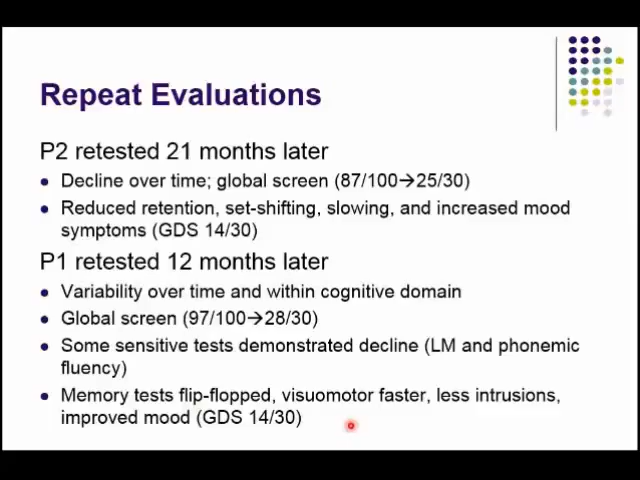 Repeat Evaluations
P2 retested 21 months later
● Decline over time; global screen (87/100→25/30)
● Reduced retention, set-shifting, slowing, and increased mood
symptoms (GDS 14/30)
P1 retested 12 months later
● Variability over time and within cognitive domain
● Global screen (97/100→28/30)
● Some sensitive tests demonstrated decline (LM and phonemic
fluency)
● Memory tests flip-flopped, visuomotor faster, less intrusions,
improved mood (GDS 14/30)